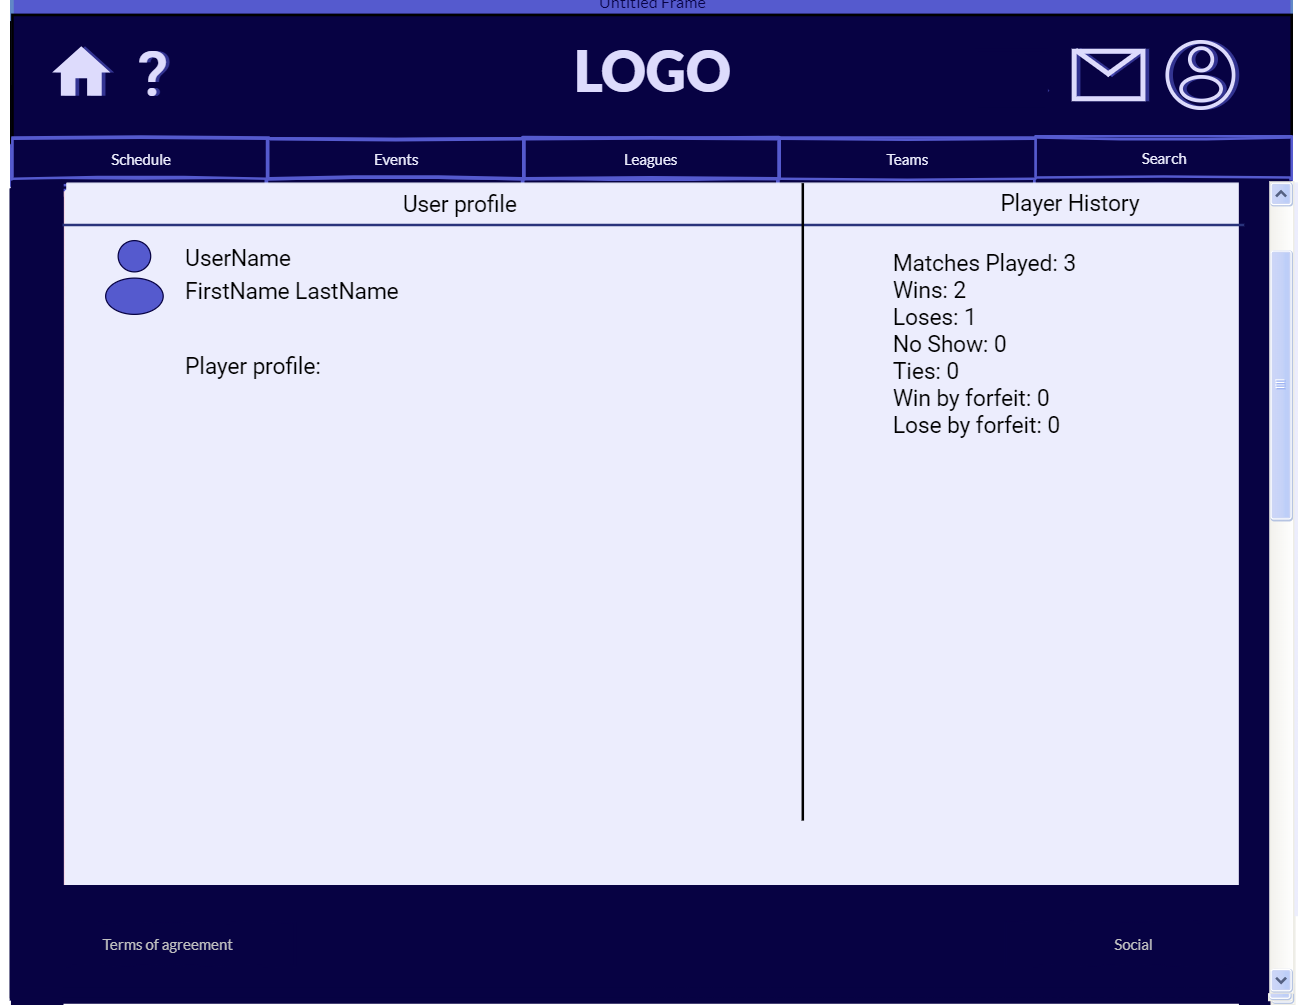 Untitled Frame
?
LOGO
Schedule
Events
Leagues
Teams
Search
User profile
Player History
UserName
FirstName LastName
Player profile:
Matches Played: 3
Wins: 2
Loses: 1
No Show: 0
Ties: 0
Win by forfeit: 0
Lose by forfeit: 0
Terms of agreement
Social